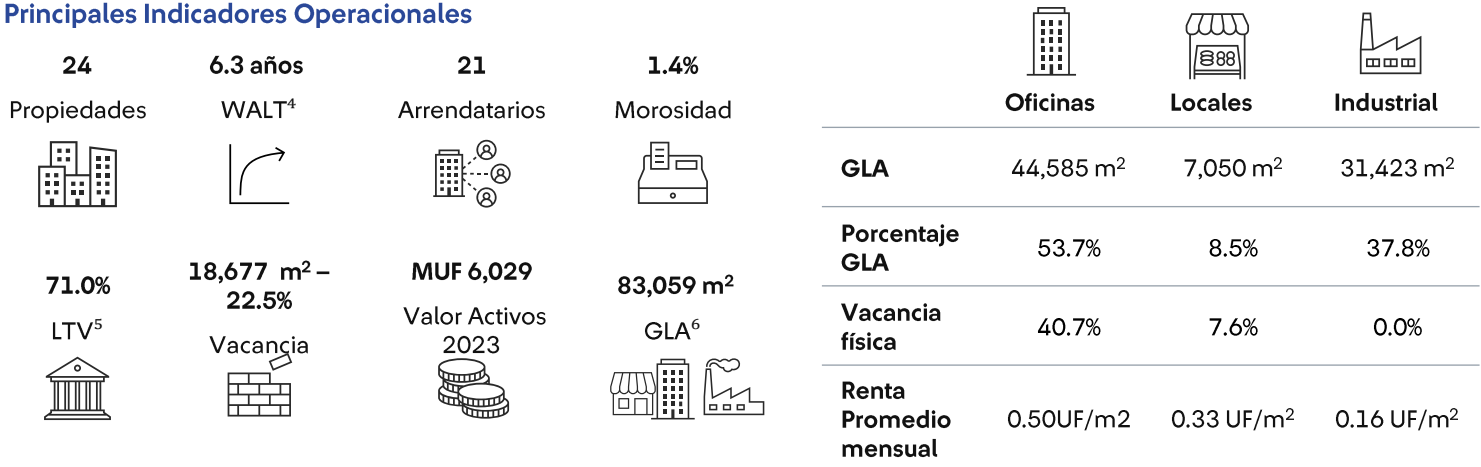 Principales Indicadores Operacionales
24
Propiedades
6.3 años
WALT⁴
21
Arrendatarios
1.4%
Morosidad
71.0%
LTV⁵
18,677 m² –
22.5%
Vacancia
MUF 6,029
Valor Activos
2023
83,059 m²
GLA⁶
Oficinas Locales Industrial
GLA 44,585 m² 7,050 m² 31,423 m²
Porcentaje
GLA 53.7% 8.5% 37.8%
Vacancia
física 40.7% 7.6% 0.0%
Renta
Promedio
mensual 0.50UF/m2 0.33 UF/m² 0.16 UF/m²